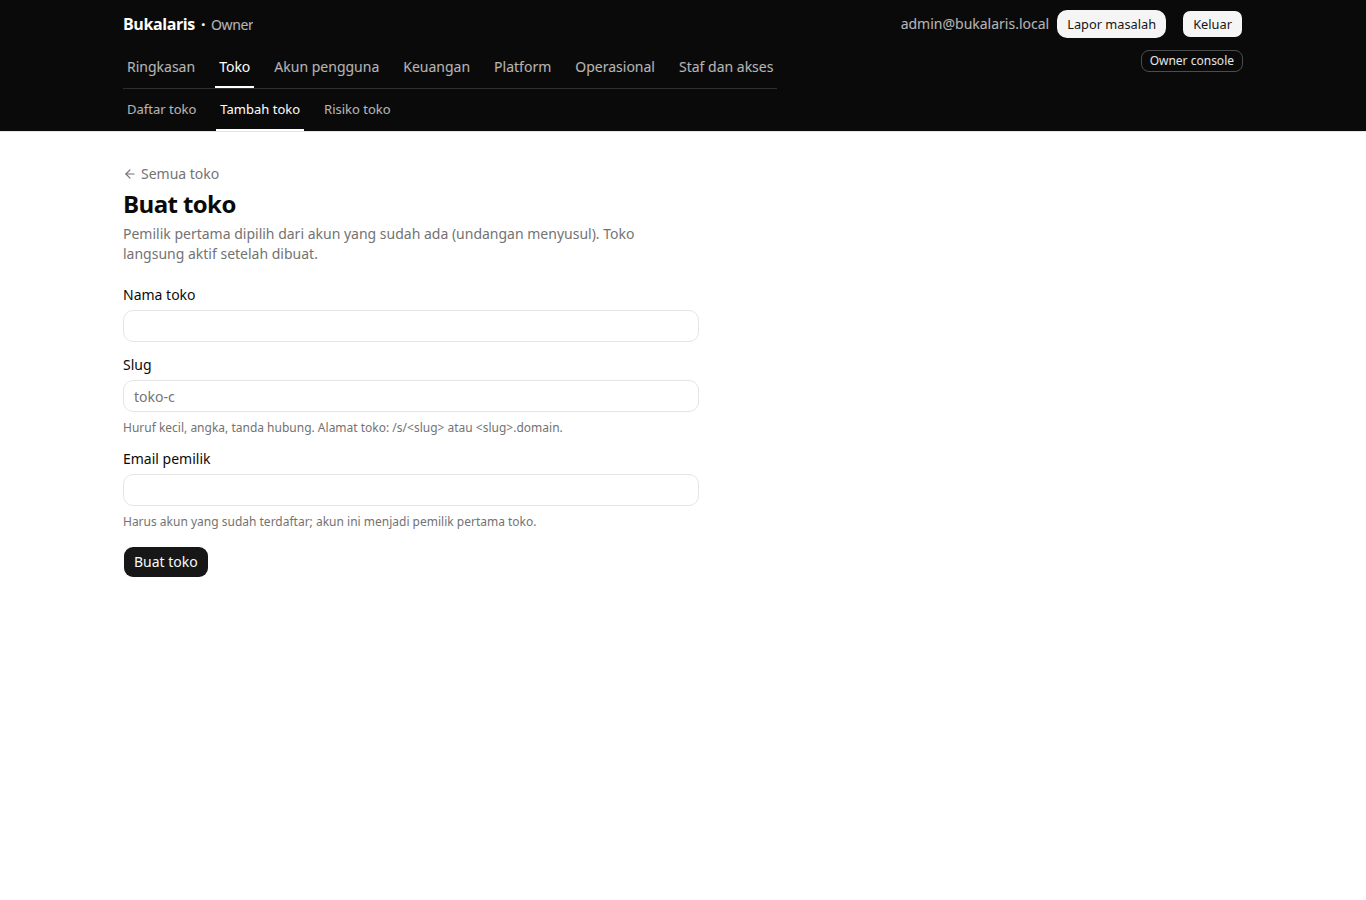 Bukalaris · Owner
admin@bukalaris.local
Lapor masalah
Keluar
Ringkasan
Toko
Akun pengguna
Keuangan
Platform
Operasional
Staf dan akses
Owner console
Daftar toko
Tambah toko
Risiko toko
← Semua toko
Buat toko
Pemilik pertama dipilih dari akun yang sudah ada (undangan menyusul). Toko
langsung aktif setelah dibuat.
Nama toko
Slug
toko-c
Huruf kecil, angka, tanda hubung. Alamat toko: /s/<slug> atau <slug>.domain.
Email pemilik
Harus akun yang sudah terdaftar; akun ini menjadi pemilik pertama toko.
Buat toko